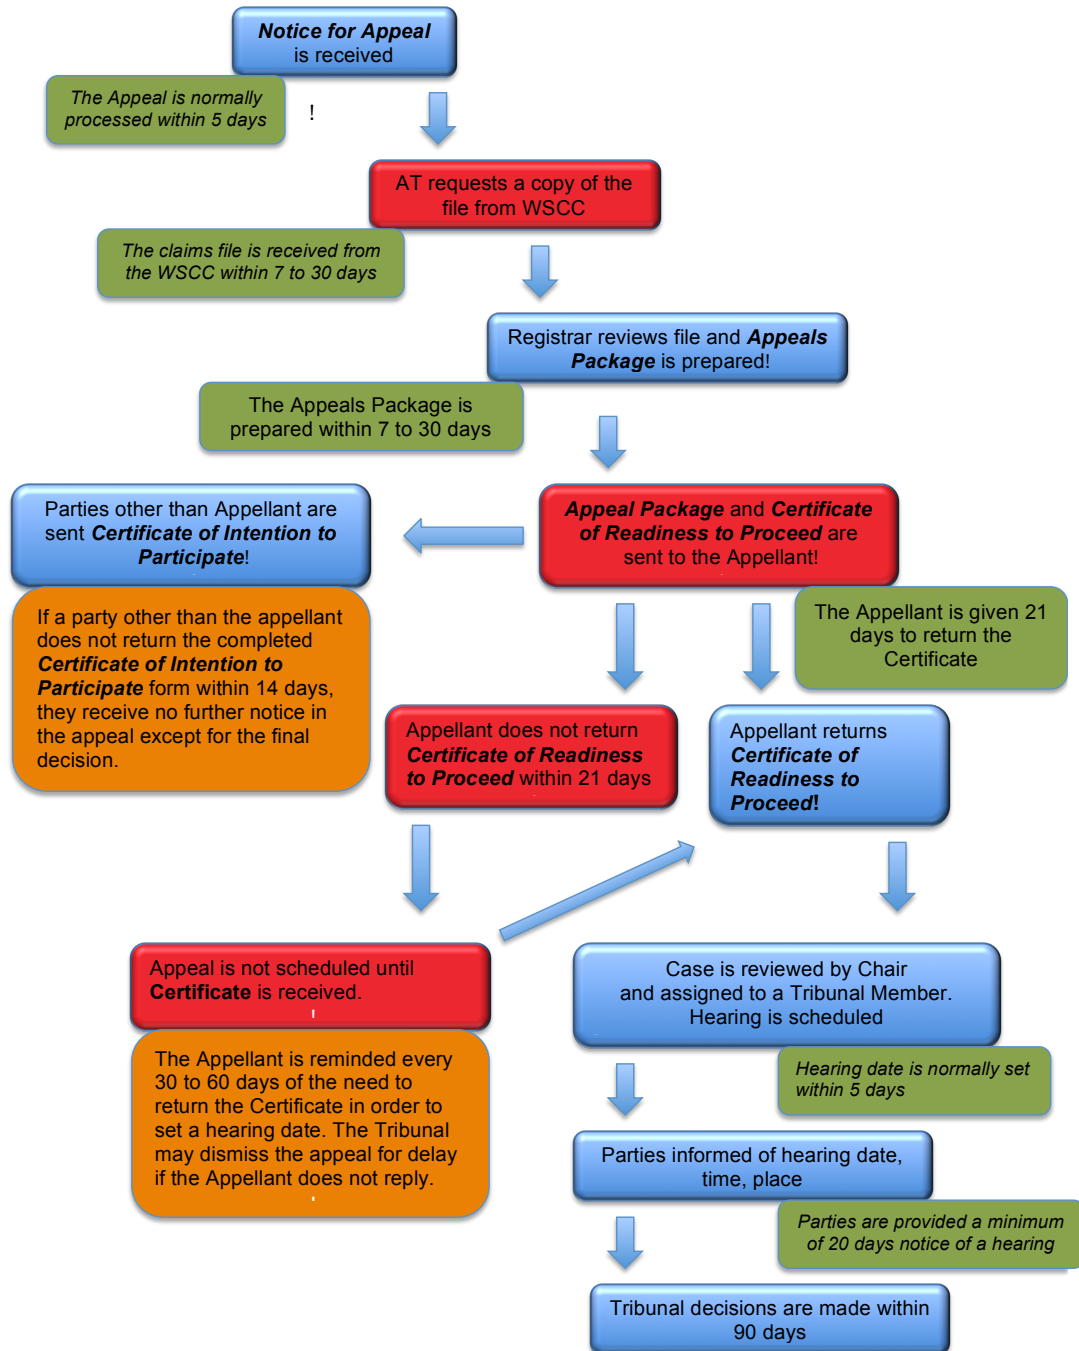 Notice for Appeal
is received
The Appeal is normally
processed within 5 days
!
AT requests a copy of the
file from WSCC
The claims file is received from
the WSCC within 7 to 30 days
Registrar reviews file and Appeals
Package is prepared!
The Appeals Package is
prepared within 7 to 30 days
Parties other than Appellant are
sent Certificate of Intention to
Participate!
Appeal Package and Certificate
of Readiness to Proceed are
sent to the Appellant!
If a party other than the appellant
does not return the completed
Certificate of Intention to
Participate form within 14 days,
they receive no further notice in
the appeal except for the final
decision.
The Appellant is given 21
days to return the
Certificate
Appellant does not return
Certificate of Readiness
to Proceed within 21 days
Appellant returns
Certificate of
Readiness to
Proceed!
Appeal is not scheduled until
Certificate is received.
!
The Appellant is reminded every
30 to 60 days of the need to
return the Certificate in order to
set a hearing date. The Tribunal
may dismiss the appeal for delay
if the Appellant does not reply.
Case is reviewed by Chair
and assigned to a Tribunal Member.
Hearing is scheduled
Hearing date is normally set
within 5 days
Parties informed of hearing date,
time, place
Parties are provided a minimum
of 20 days notice of a hearing
Tribunal decisions are made within
90 days